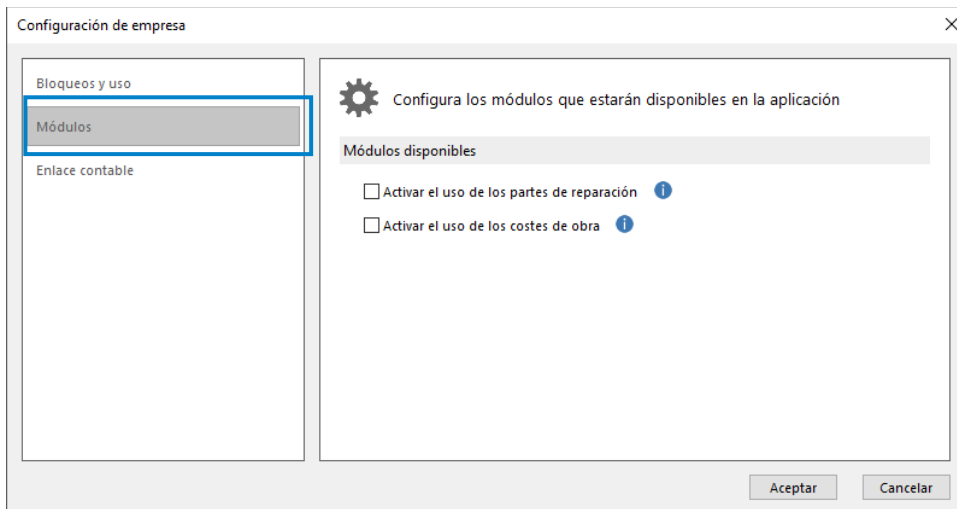 Configuración de empresa
Bloqueos y uso
Módulos
Enlace contable
Configura los módulos que estarán disponibles en la aplicación
Módulos disponibles
Activar el uso de los partes de reparación
Activar el uso de los costes de obra
Aceptar
Cancelar